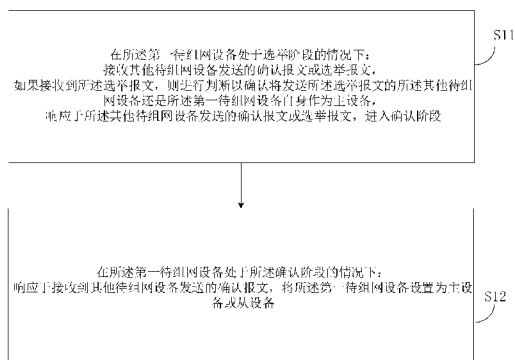 在所述第一待组网设备处于选举阶段的情况下：
S11
接收其他待组网设备发送的确认报文或选举报文，
如果接收到所述选举报文，则进行判断以确认将发送所述选举报文的所述其他待组
网设备还是所述第一待组网设备自身作为主设备，
响应于所述其他待组网设备发送的确认报文或选举报文，进入确认阶段
在所述第一待组网设备处于所述确认阶段的情况下：
响应于接收到其他待组网设备发送的确认报文，将所述第一待组网设备设置为主设
备或从设备
S12